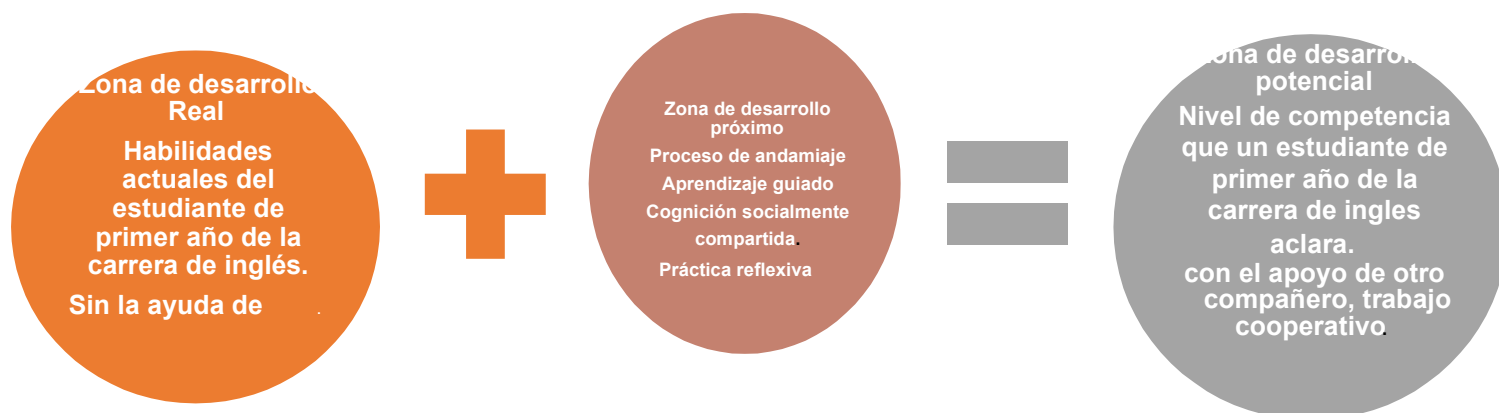 Zona de desarrollo
Real
Habilidades
actuales del
estudiante de
primer año de la
carrera de inglés.
Sin la ayuda de .
Zona de desarrollo
próximo
Proceso de andamiaje
Aprendizaje guiado
Cognición socialmente
compartida.
Práctica reflexiva
Zona de desarrollo
potencial
Nivel de competencia
que un estudiante de
primer año de la
carrera de ingles
aclara.
con el apoyo de otro
compañero, trabajo
cooperativo.